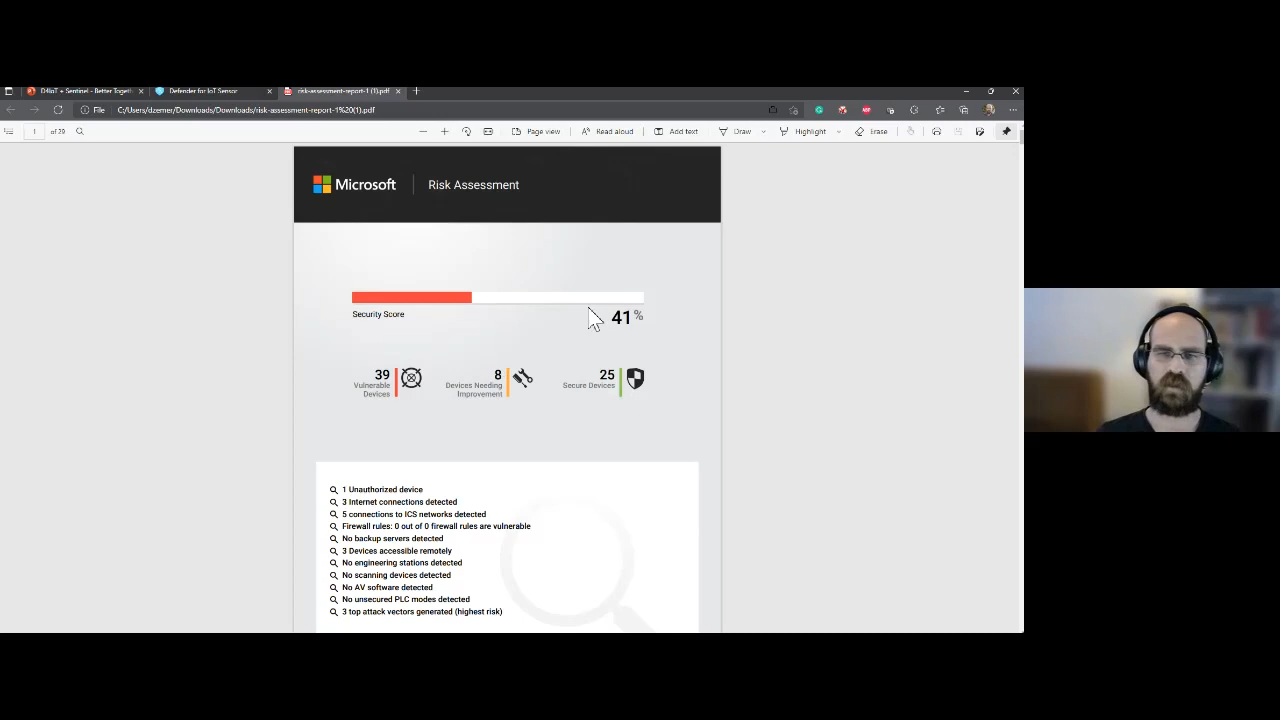 D4IoT + Sentinel - Better Togeth
Defender for IoT Sensor
risk-assessment-report-1 (1).pdf
File
C:/Users/dzemer/Downloads/Downloads/risk-assessment-report-1%20(1).pdf
1 of 29
Page view
Read aloud
Add text
Draw
Highlight
Erase
Microsoft
Risk Assessment
Security Score
41 %
39
Vulnerable
Devices
8
Devices Needing
Improvement
25
Secure Devices
1 Unauthorized device
3 Internet connections detected
5 connections to ICS networks detected
Firewall rules: 0 out of 0 firewall rules are vulnerable
No backup servers detected
3 Devices accessible remotely
No engineering stations detected
No scanning devices detected
No AV software detected
No unsecured PLC modes detected
3 top attack vectors generated (highest risk)